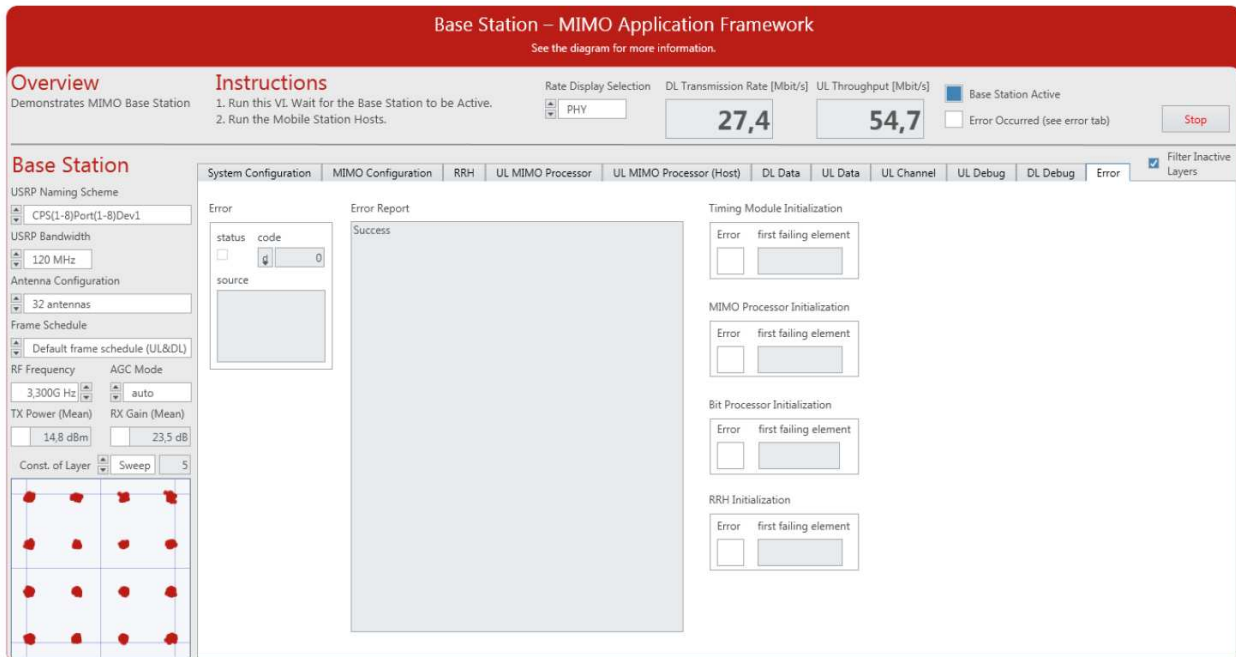 Base Station – MIMO Application Framework
See the diagram for more information.
Overview
Demonstrates MIMO Base Station
Instructions
1. Run this VI. Wait for the Base Station to be Active.
2. Run the Mobile Station Hosts.
Rate Display Selection
PHY
DL Transmission Rate [Mbit/s]
27,4
UL Throughput [Mbit/s]
54,7
Base Station Active
Error Occurred (see error tab)
Stop
Base Station
USRP Naming Scheme
CPS(1-8)Port(1-8)Dev1
USRP Bandwidth
120 MHz
Antenna Configuration
32 antennas
Frame Schedule
Default frame schedule (UL&DL)
RF Frequency
3,300G Hz
AGC Mode
auto
TX Power (Mean)
14,8 dBm
RX Gain (Mean)
23,5 dB
Const. of Layer
Sweep
5
System Configuration
MIMO Configuration
RRH
UL MIMO Processor
UL MIMO Processor (Host)
DL Data
UL Data
UL Channel
UL Debug
DL Debug
Error
Filter Inactive
Layers
Error
status
code
d
0
source
Error Report
Success
Timing Module Initialization
Error
first failing element
MIMO Processor Initialization
Error
first failing element
Bit Processor Initialization
Error
first failing element
RRH Initialization
Error
first failing element